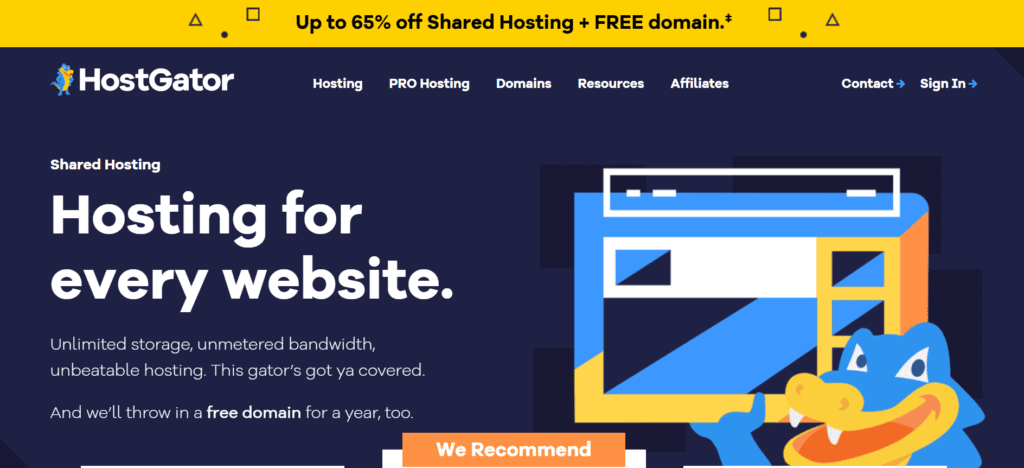 Up to 65% off Shared Hosting + FREE domain.‡
HostGator
Hosting
PRO Hosting
Domains
Resources
Affiliates
Contact →
Sign In →
Shared Hosting
Hosting for
every website.
Unlimited storage, unmetered bandwidth,
unbeatable hosting. This gator's got ya covered.
And we'll throw in a free domain for a year, too.
We Recommend